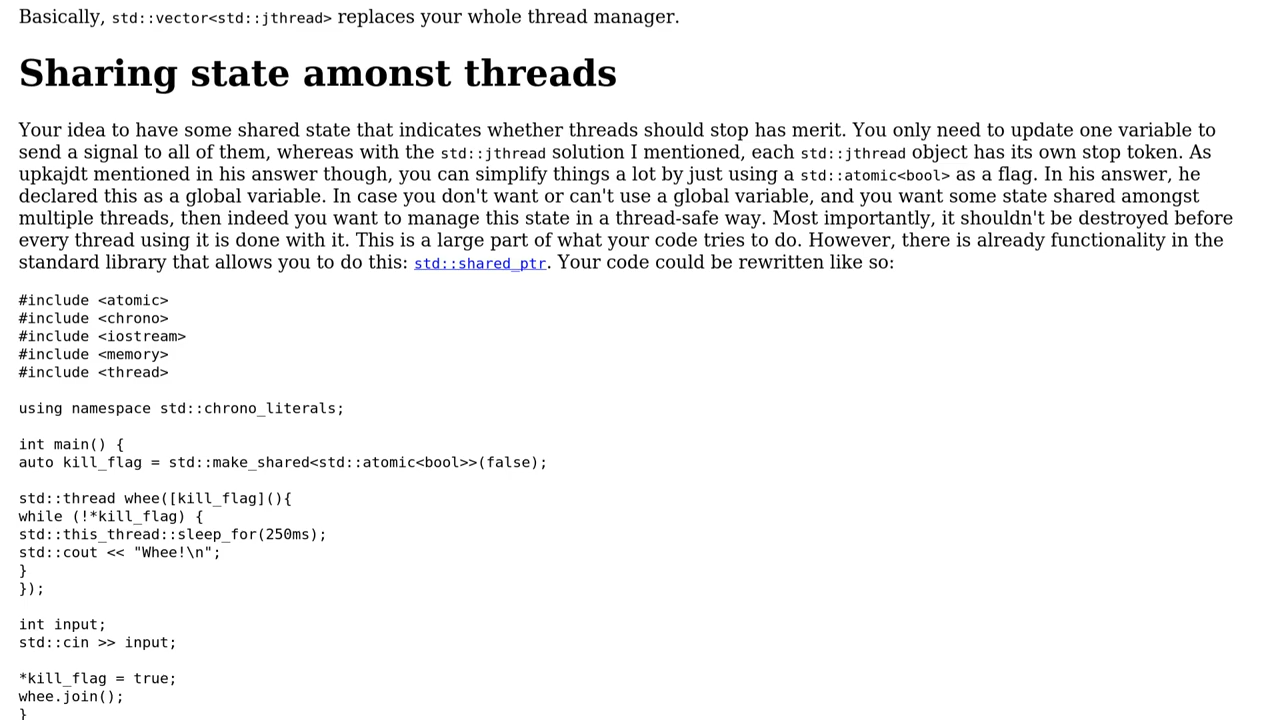 Basically, std::vector<std::jthread> replaces your whole thread manager.
Sharing state amonst threads
Your idea to have some shared state that indicates whether threads should stop has merit. You only need to update one variable to
send a signal to all of them, whereas with the std::jthread solution I mentioned, each std::jthread object has its own stop token. As
upkajdt mentioned in his answer though, you can simplify things a lot by just using a std::atomic<bool> as a flag. In his answer, he
declared this as a global variable. In case you don't want or can't use a global variable, and you want some state shared amongst
multiple threads, then indeed you want to manage this state in a thread-safe way. Most importantly, it shouldn't be destroyed before
every thread using it is done with it. This is a large part of what your code tries to do. However, there is already functionality in the
standard library that allows you to do this: std::shared_ptr. Your code could be rewritten like so:
#include <atomic>
#include <chrono>
#include <iostream>
#include <memory>
#include <thread>
using namespace std::chrono_literals;
int main() {
auto kill_flag = std::make_shared<std::atomic<bool>>(false);
std::thread whee([kill_flag](){
while (!*kill_flag) {
std::this_thread::sleep_for(250ms);
std::cout << "Whee!\n";
}
});
int input;
std::cin >> input;
*kill_flag = true;
whee.join();
}